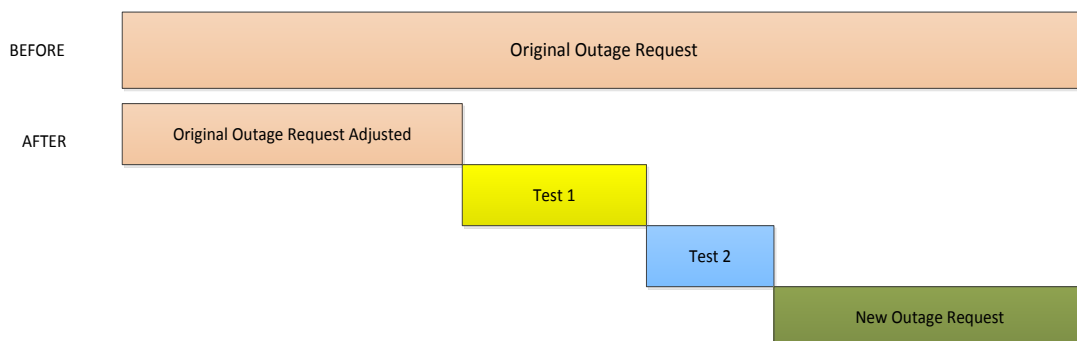 BEFORE
Original Outage Request
AFTER
Original Outage Request Adjusted
Test 1
Test 2
New Outage Request